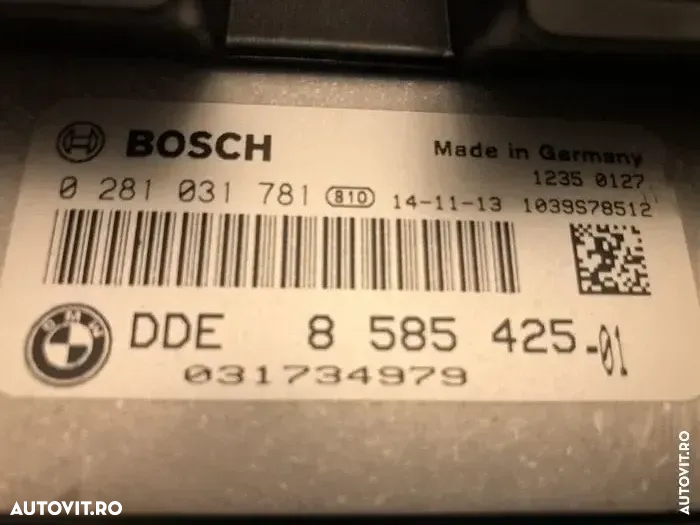 BOSCH
Made in Germany
1235 0127
0 281 031 781 810 14-11-13 1039S78512
BMW
DDE 8 585 425-01
031734979
AUTOVIT.RO
AUTOVIT.RO